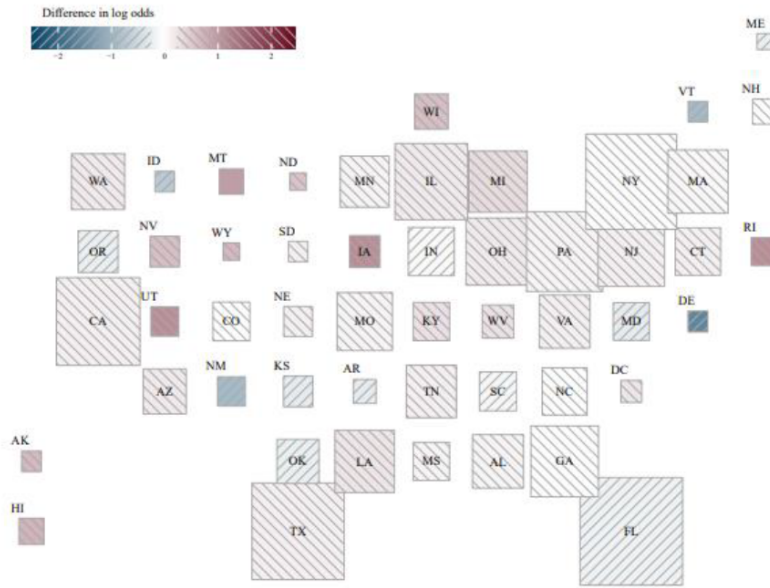 Difference in log odds
−2 −1 0 1 2
ME
WI VT NH
WA ID MT ND MN IL MI NY MA
OR NV WY SD IA IN OH PA NJ CT RI
CA UT CO NE MO KY WV VA MD DE
AZ NM KS AR TN SC NC DC
AK OK LA MS AL GA
HI TX FL